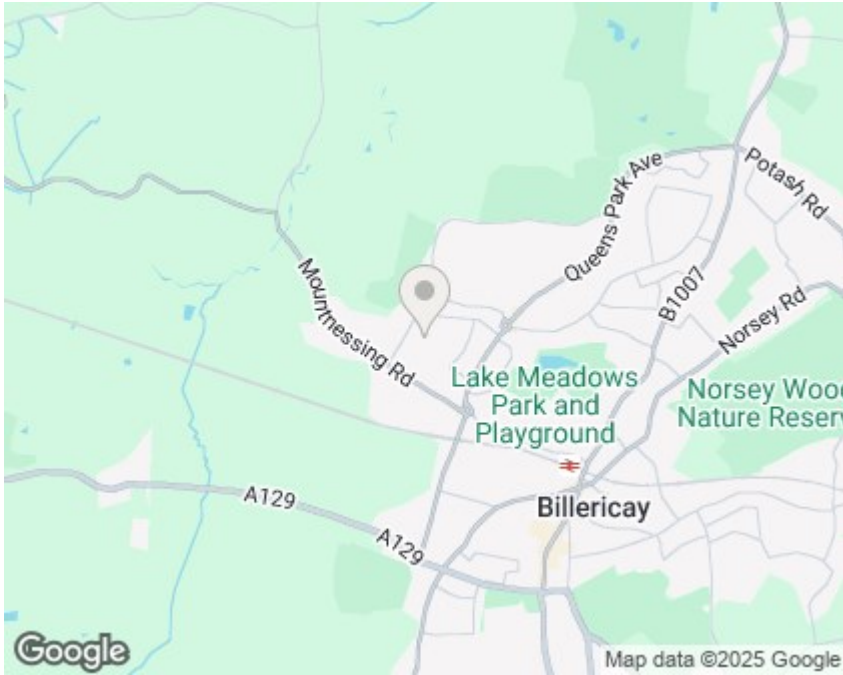 Queens Park Ave
Potash Rd
B1007
Mountnessing Rd
Norsey Rd
Lake Meadows
Park and
Playground
Norsey Wood
Nature Reserv
A129
A129
Billericay
Google
Map data ©2025 Google